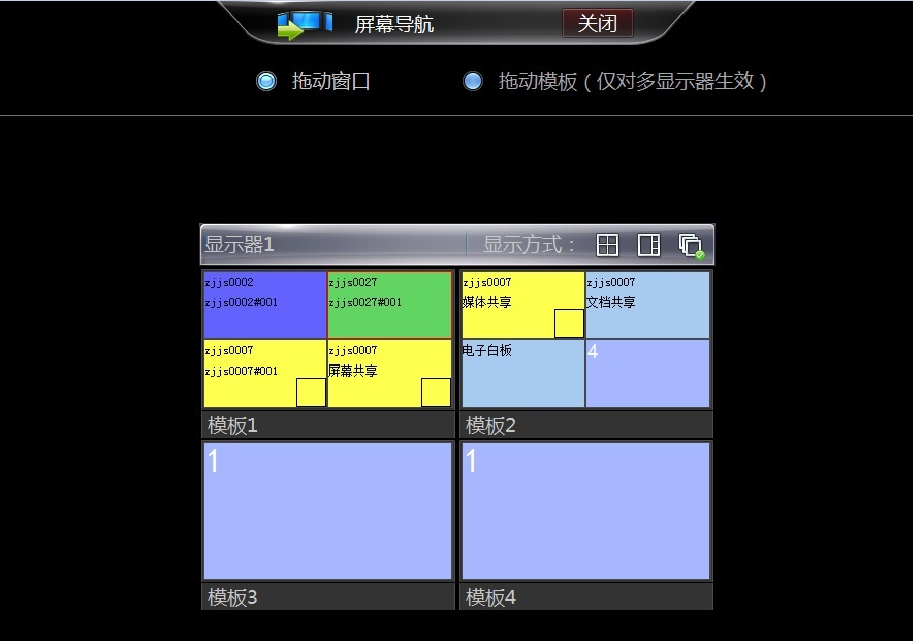 屏幕导航
关闭
拖动窗口
拖动模板（仅对多显示器生效）
显示器1
显示方式：
zjjs0002
zjjs0002#001
zjjs0027
zjjs0027#001
zjjs0007
zjjs0007#001
zjjs0007
屏幕共享
模板1
zjjs0007
媒体共享
zjjs0007
文档共享
电子白板
4
模板2
1
模板3
1
模板4